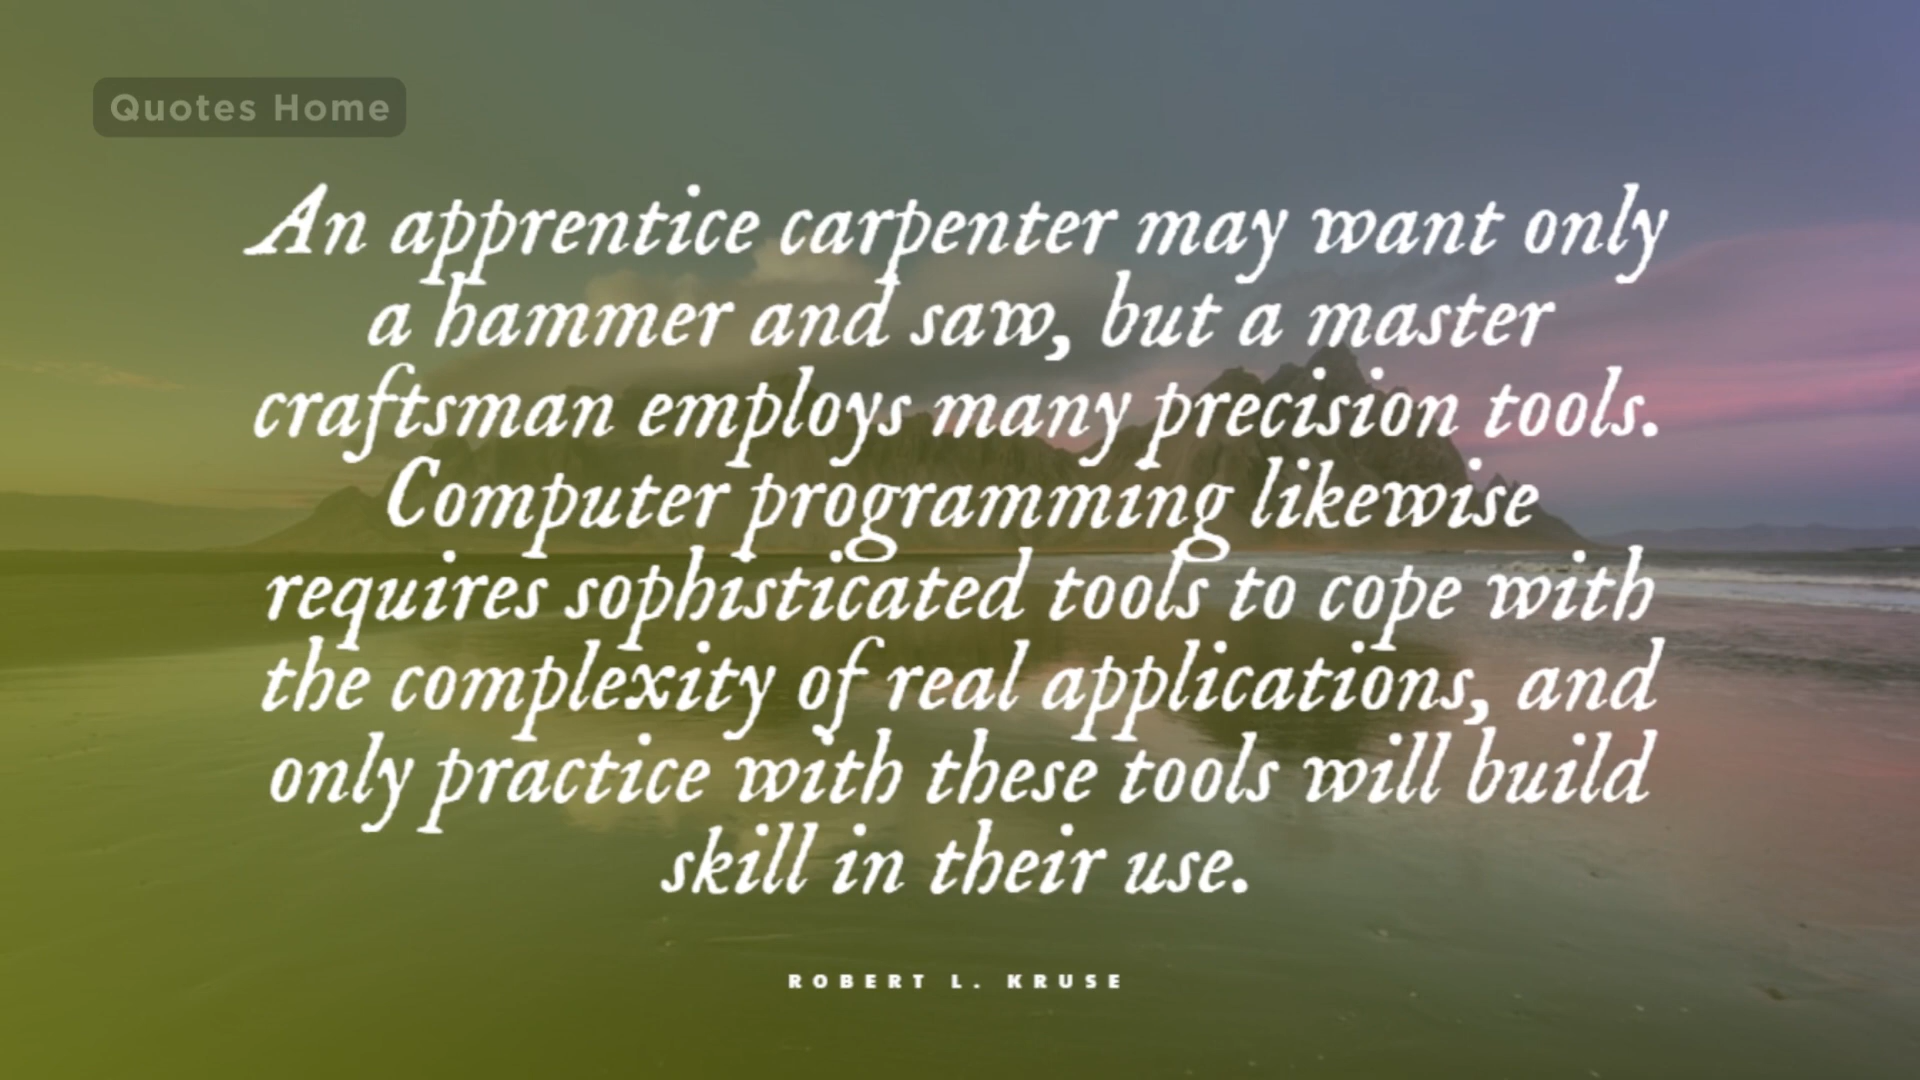 Quotes Home
An apprentice carpenter may want only
a hammer and saw, but a master
craftsman employs many precision tools.
Computer programming likewise
requires sophisticated tools to cope with
the complexity of real applications, and
only practice with these tools will build
skill in their use.
ROBERT L. KRUSE